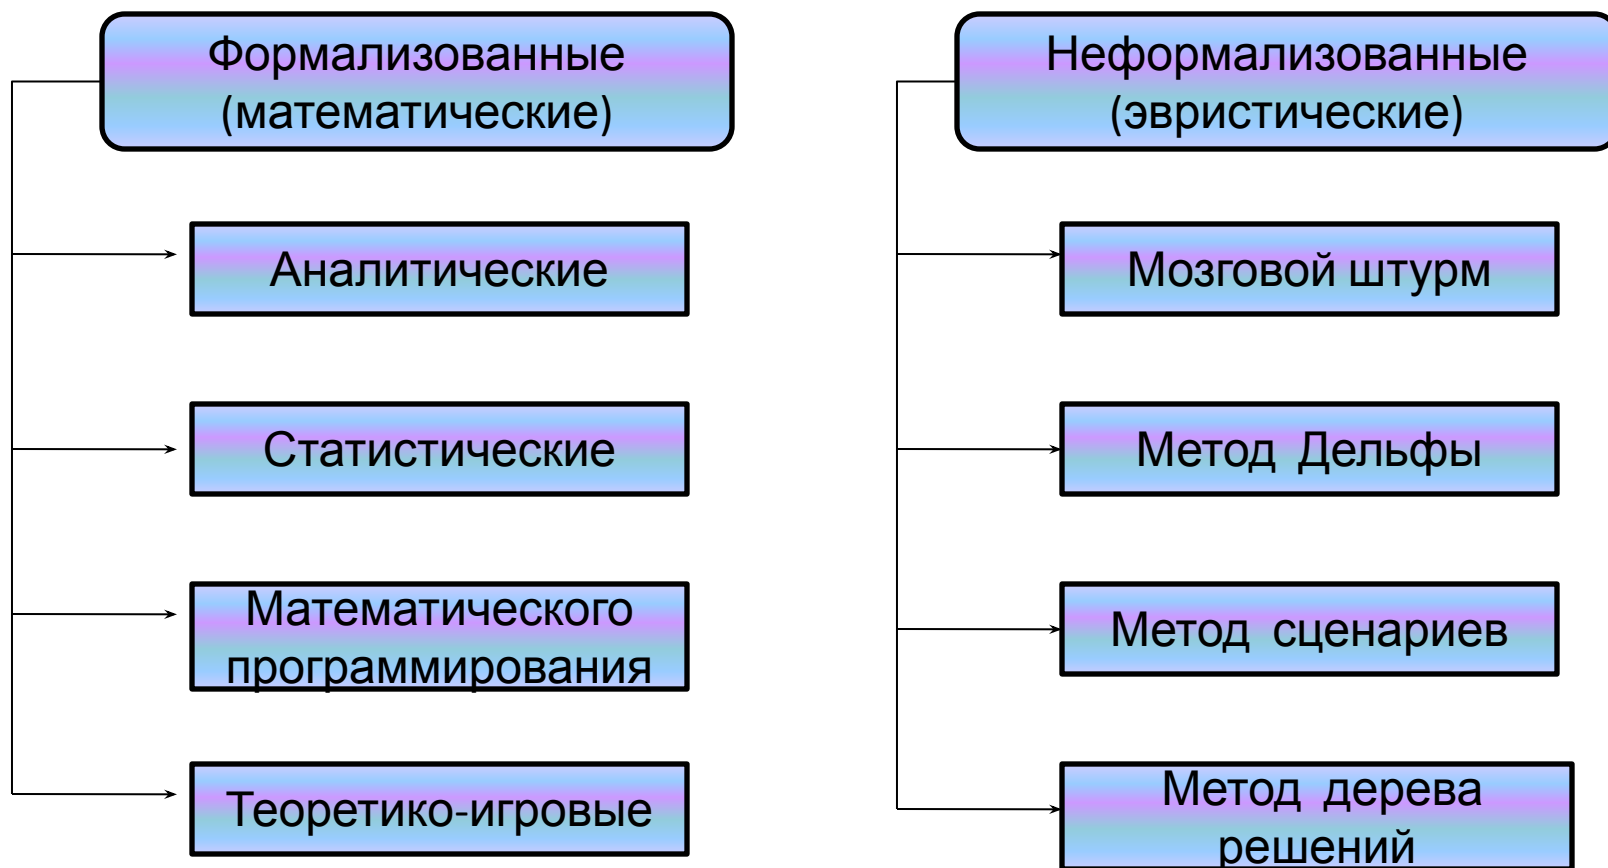 Формализованные
(математические)
Аналитические
Статистические
Математического
программирования
Теоретико-игровые
Неформализованные
(эвристические)
Мозговой штурм
Метод Дельфы
Метод сценариев
Метод дерева
решений